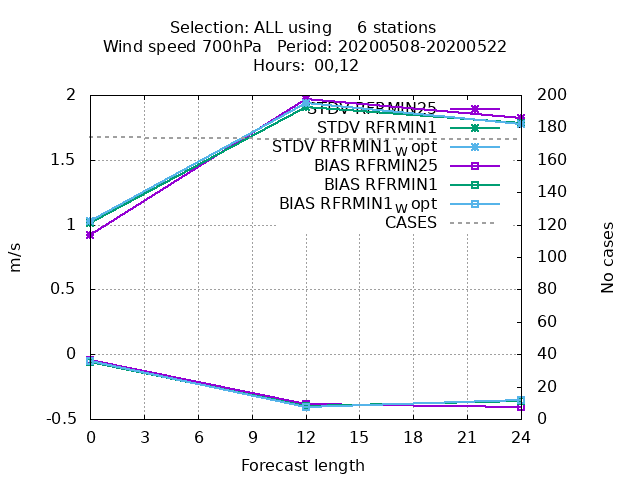 Selection: ALL using 6 stations
Wind speed 700hPa Period: 20200508-20200522
Hours: 00,12
2
1.5
1
0.5
0
-0.5
m/s
200
180
160
140
120
100
80
60
40
20
0
No cases
STDV RFRMIN25
STDV RFRMIN1
STDV RFRMIN1w opt
BIAS RFRMIN25
BIAS RFRMIN1
BIAS RFRMIN1w opt
CASES
0 3 6 9 12 15 18 21 24
Forecast length